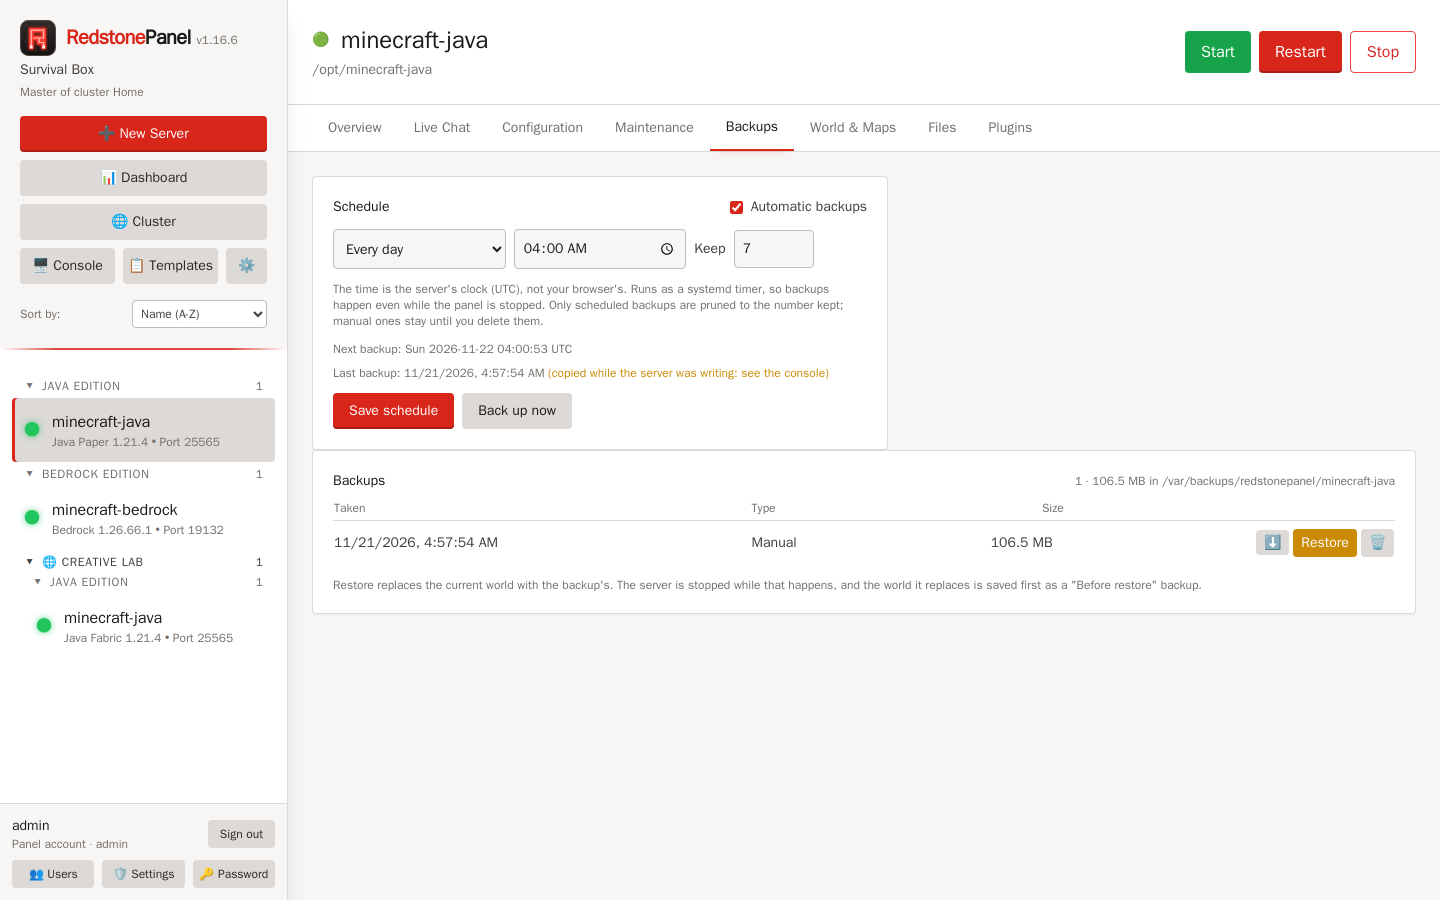 RedstonePanel v1.16.6
Survival Box
Master of cluster Home
➕ New Server
📊 Dashboard
🌐 Cluster
🖥️ Console
📋 Templates
⚙️
Sort by:
Name (A-Z)
▼ JAVA EDITION 1
minecraft-java
Java Paper 1.21.4 • Port 25565
▼ BEDROCK EDITION 1
minecraft-bedrock
Bedrock 1.26.66.1 • Port 19132
▼ 🌐 CREATIVE LAB 1
▼ JAVA EDITION 1
minecraft-java
Java Fabric 1.21.4 • Port 25565
admin
Panel account · admin
Sign out
👥 Users
🛡️ Settings
🔑 Password
minecraft-java
/opt/minecraft-java
Start
Restart
Stop
Overview
Live Chat
Configuration
Maintenance
Backups
World & Maps
Files
Plugins
Schedule
Automatic backups
Every day
04:00 AM
Keep
7
The time is the server's clock (UTC), not your browser's. Runs as a systemd timer, so backups
happen even while the panel is stopped. Only scheduled backups are pruned to the number kept;
manual ones stay until you delete them.
Next backup: Sun 2026-11-22 04:00:53 UTC
Last backup: 11/21/2026, 4:57:54 AM (copied while the server was writing: see the console)
Save schedule
Back up now
Backups
1 · 106.5 MB in /var/backups/redstonepanel/minecraft-java
Taken Type Size
11/21/2026, 4:57:54 AM Manual 106.5 MB ⬇️ Restore 🗑️
Restore replaces the current world with the backup's. The server is stopped while that happens, and the world it replaces is saved first as a "Before restore" backup.